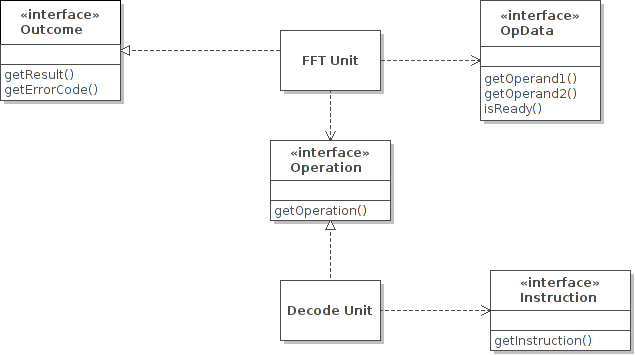 «interface»
Outcome
getResult()
getErrorCode()
FFT Unit
«interface»
OpData
getOperand1()
getOperand2()
isReady()
«interface»
Operation
getOperation()
Decode Unit
«interface»
Instruction
getInstruction()